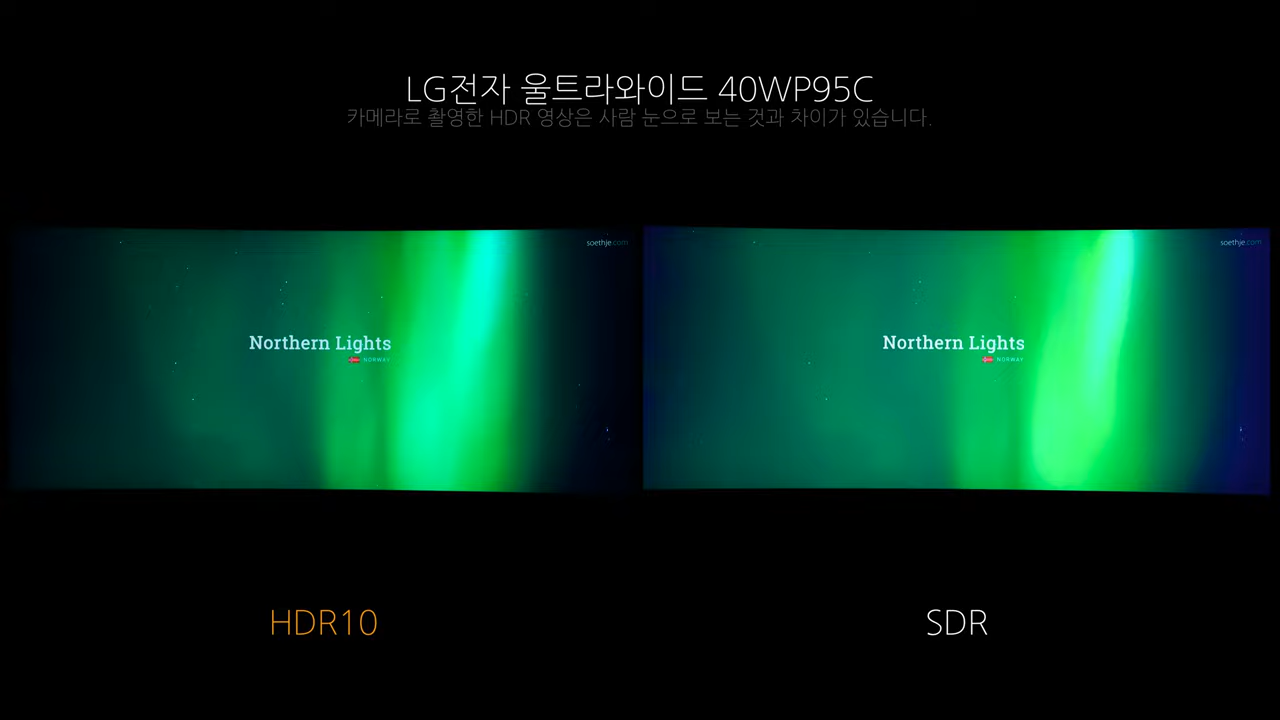 LG전자 울트라와이드 40WP95C
카메라로 촬영한 HDR 영상은 사람 눈으로 보는 것과 차이가 있습니다.
soethje.com
soethje.com
Northern Lights
NORWAY
Northern Lights
NORWAY
HDR10
SDR